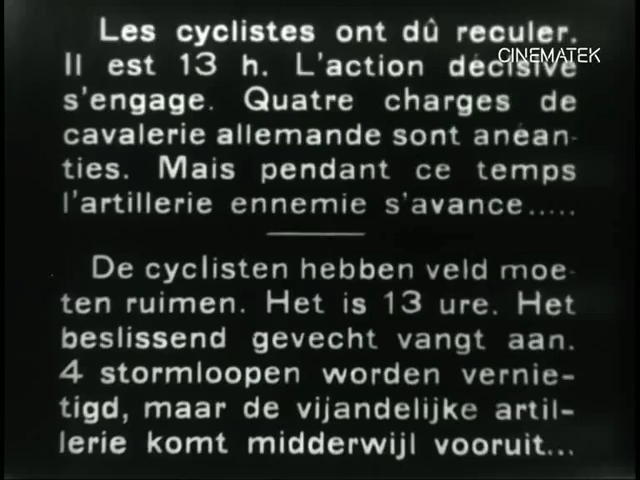 Les cyclistes ont dû reculer.
CINEMATEK
Il est 13 h. L'action décisive
s'engage. Quatre charges de
cavalerie allemande sont anéan-
ties. Mais pendant ce temps
l'artillerie ennemie s'avance.....
De cyclisten hebben veld moe-
ten ruimen. Het is 13 ure. Het
beslissend gevecht vangt aan.
4 stormloopen worden vernie-
tigd, maar de vijandelijke artil-
lerie komt midderwijl vooruit...